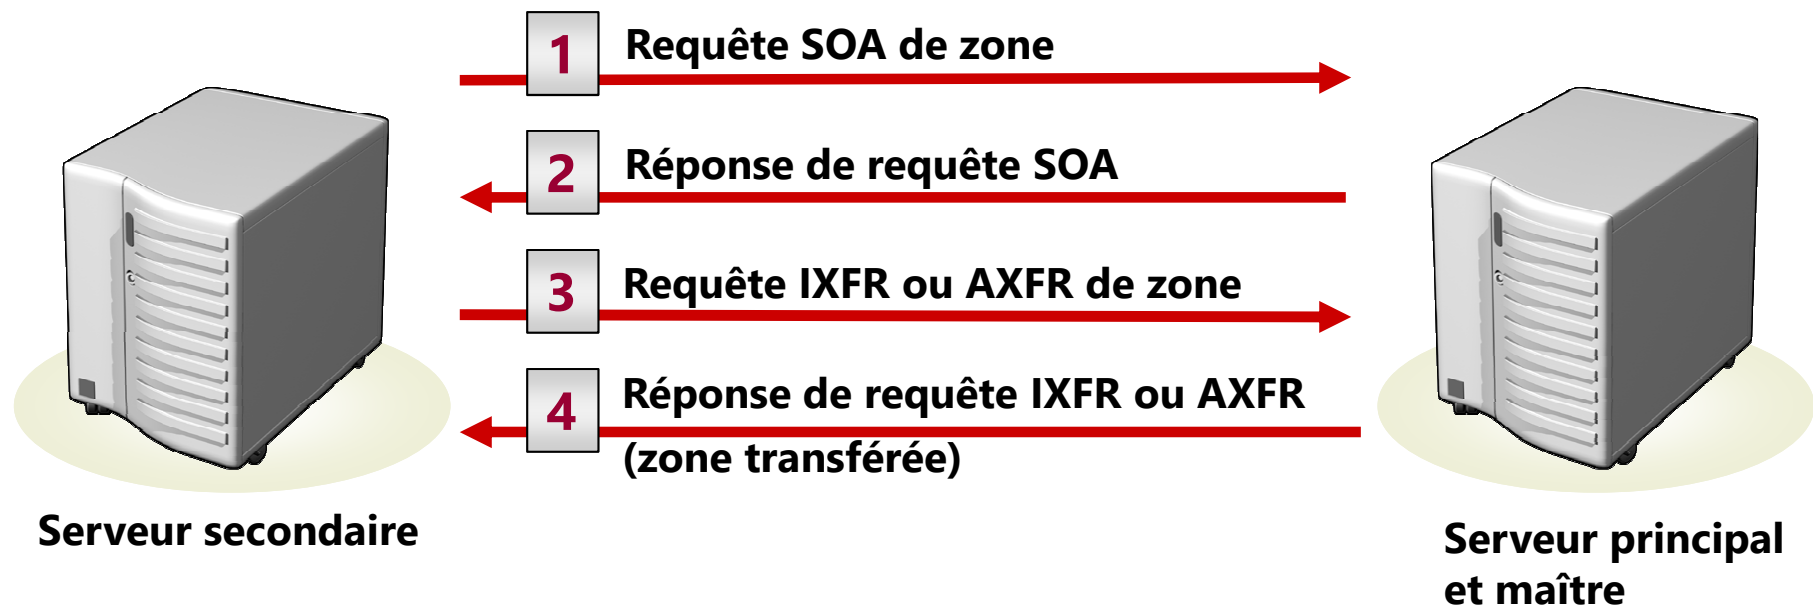 1
Requête SOA de zone
2
Réponse de requête SOA
3
Requête IXFR ou AXFR de zone
4
Réponse de requête IXFR ou AXFR
(zone transférée)
Serveur secondaire
Serveur principal
et maître